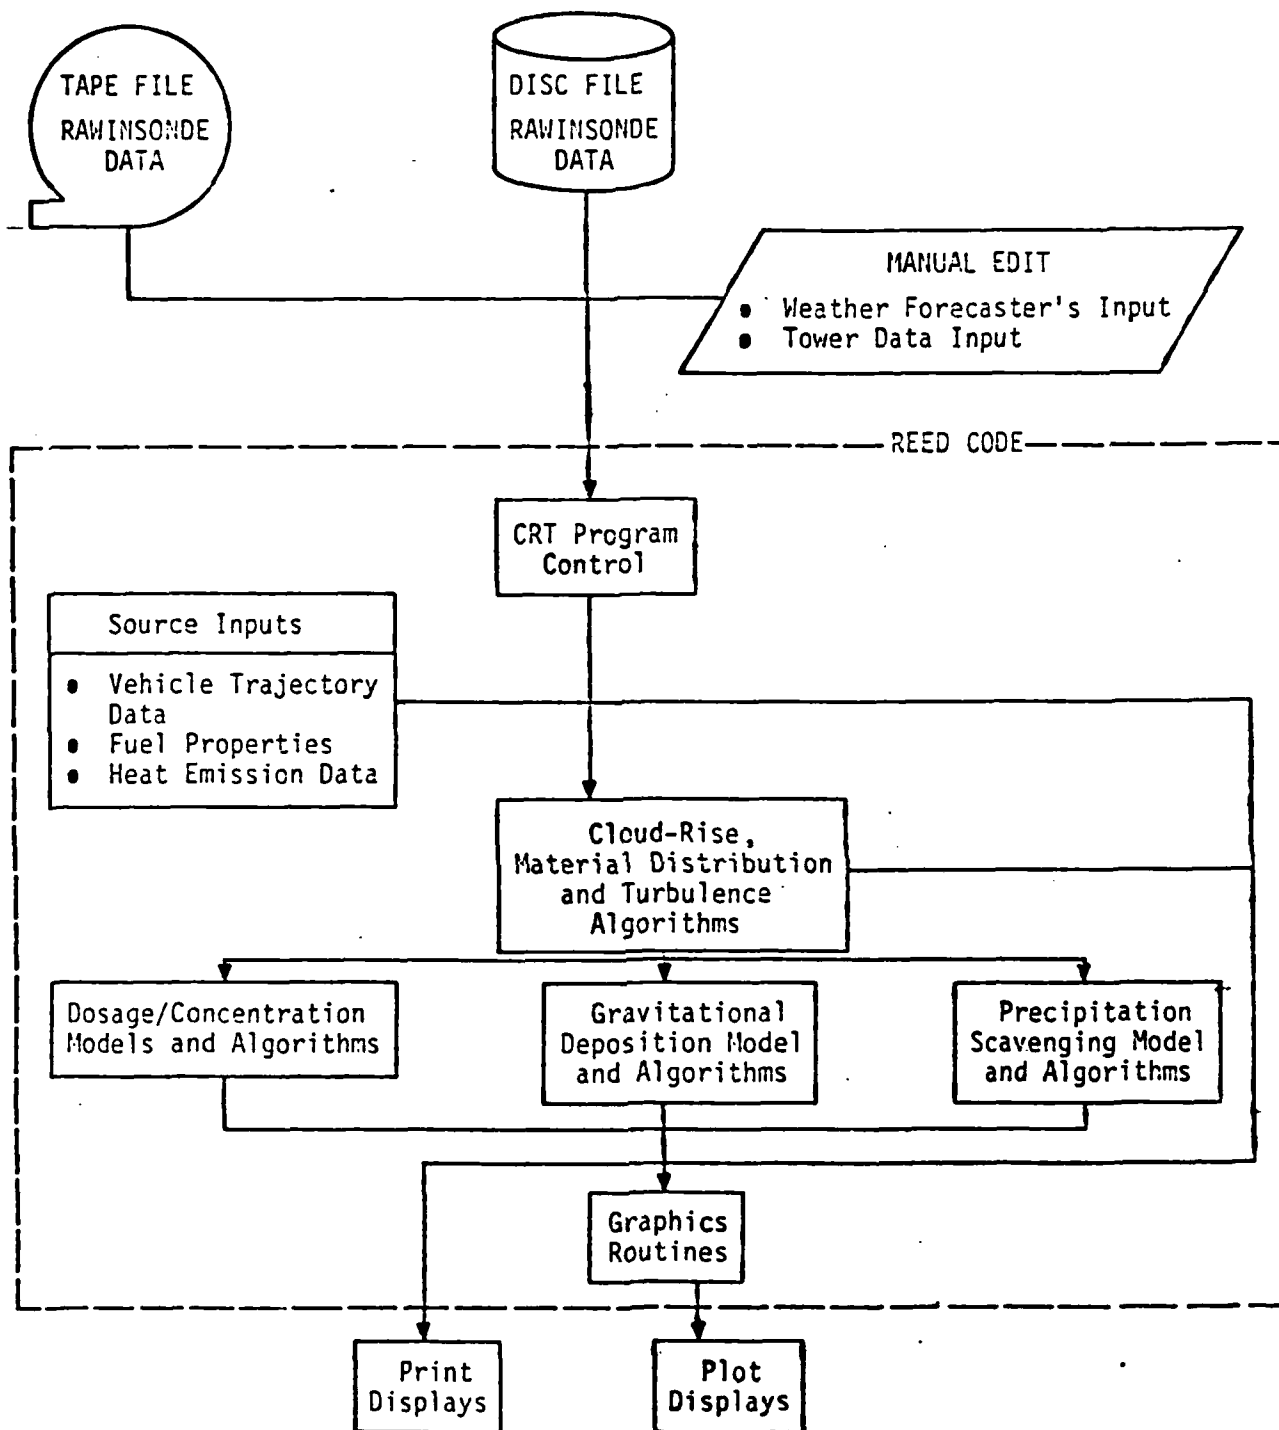 TAPE FILE
RAWINSONDE
DATA
DISC FILE
RAWINSONDE
DATA
MANUAL EDIT
• Weather Forecaster's Input
• Tower Data Input
REED CODE
CRT Program
Control
Source Inputs
• Vehicle Trajectory
Data
• Fuel Properties
• Heat Emission Data
Cloud-Rise,
Material Distribution
and Turbulence
Algorithms
Dosage/Concentration
Models and Algorithms
Gravitational
Deposition Model
and Algorithms
Precipitation
Scavenging Model
and Algorithms
Graphics
Routines
Print
Displays
Plot
Displays